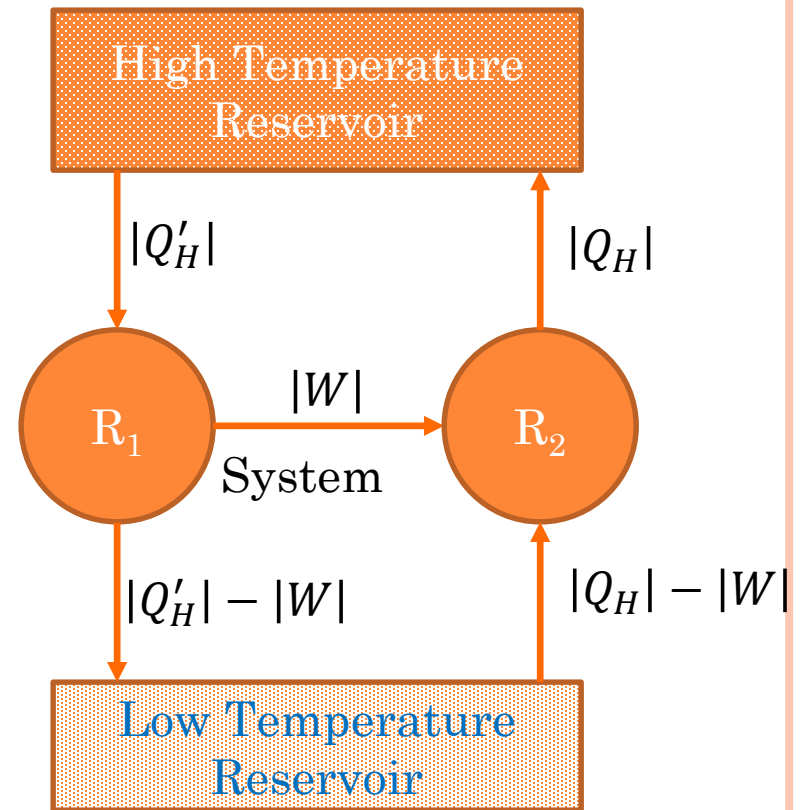 High Temperature
Reservoir
|Q′_H|
|Q_H|
|W|
R₁
R₂
System
|Q′_H| − |W|
|Q_H| − |W|
Low Temperature
Reservoir